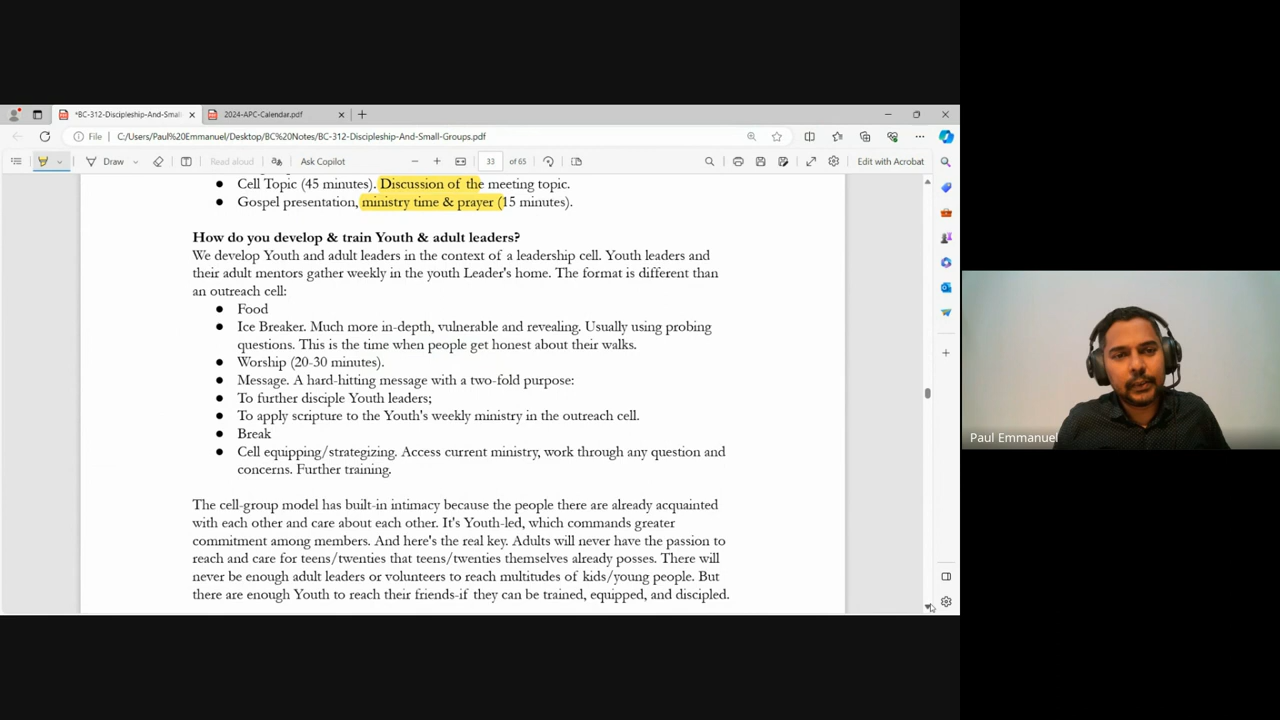 *BC-312-Discipleship-And-Small-
2024-APC-Calendar.pdf
File
C:/Users/Paul%20Emmanuel/Desktop/BC%20Notes/BC-312-Discipleship-And-Small-Groups.pdf
Draw
Read aloud
Ask Copilot
33 of 65
Edit with Acrobat
● Cell Topic (45 minutes). Discussion of the meeting topic.
● Gospel presentation, ministry time & prayer (15 minutes).
How do you develop & train Youth & adult leaders?
We develop Youth and adult leaders in the context of a leadership cell. Youth leaders and
their adult mentors gather weekly in the youth Leader's home. The format is different than
an outreach cell:
● Food
● Ice Breaker. Much more in-depth, vulnerable and revealing. Usually using probing
questions. This is the time when people get honest about their walks.
● Worship (20-30 minutes).
● Message. A hard-hitting message with a two-fold purpose:
● To further disciple Youth leaders;
● To apply scripture to the Youth's weekly ministry in the outreach cell.
● Break
● Cell equipping/strategizing. Access current ministry, work through any question and
concerns. Further training.
The cell-group model has built-in intimacy because the people there are already acquainted
with each other and care about each other. It's Youth-led, which commands greater
commitment among members. And here's the real key. Adults will never have the passion to
reach and care for teens/twenties that teens/twenties themselves already posses. There will
never be enough adult leaders or volunteers to reach multitudes of kids/young people. But
there are enough Youth to reach their friends-if they can be trained, equipped, and discipled.
Paul Emmanuel